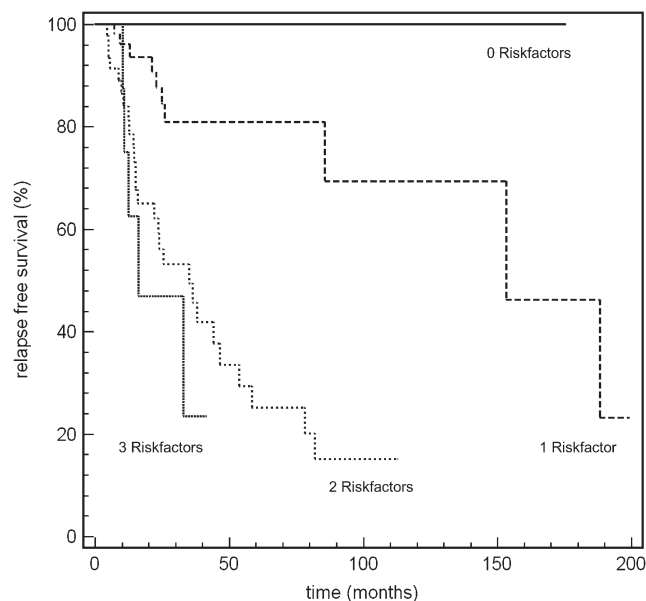 100
80
60
40
20
0
relapse free survival (%)
0 Riskfactors
3 Riskfactors
1 Riskfactor
2 Riskfactors
0 50 100 150 200
time (months)